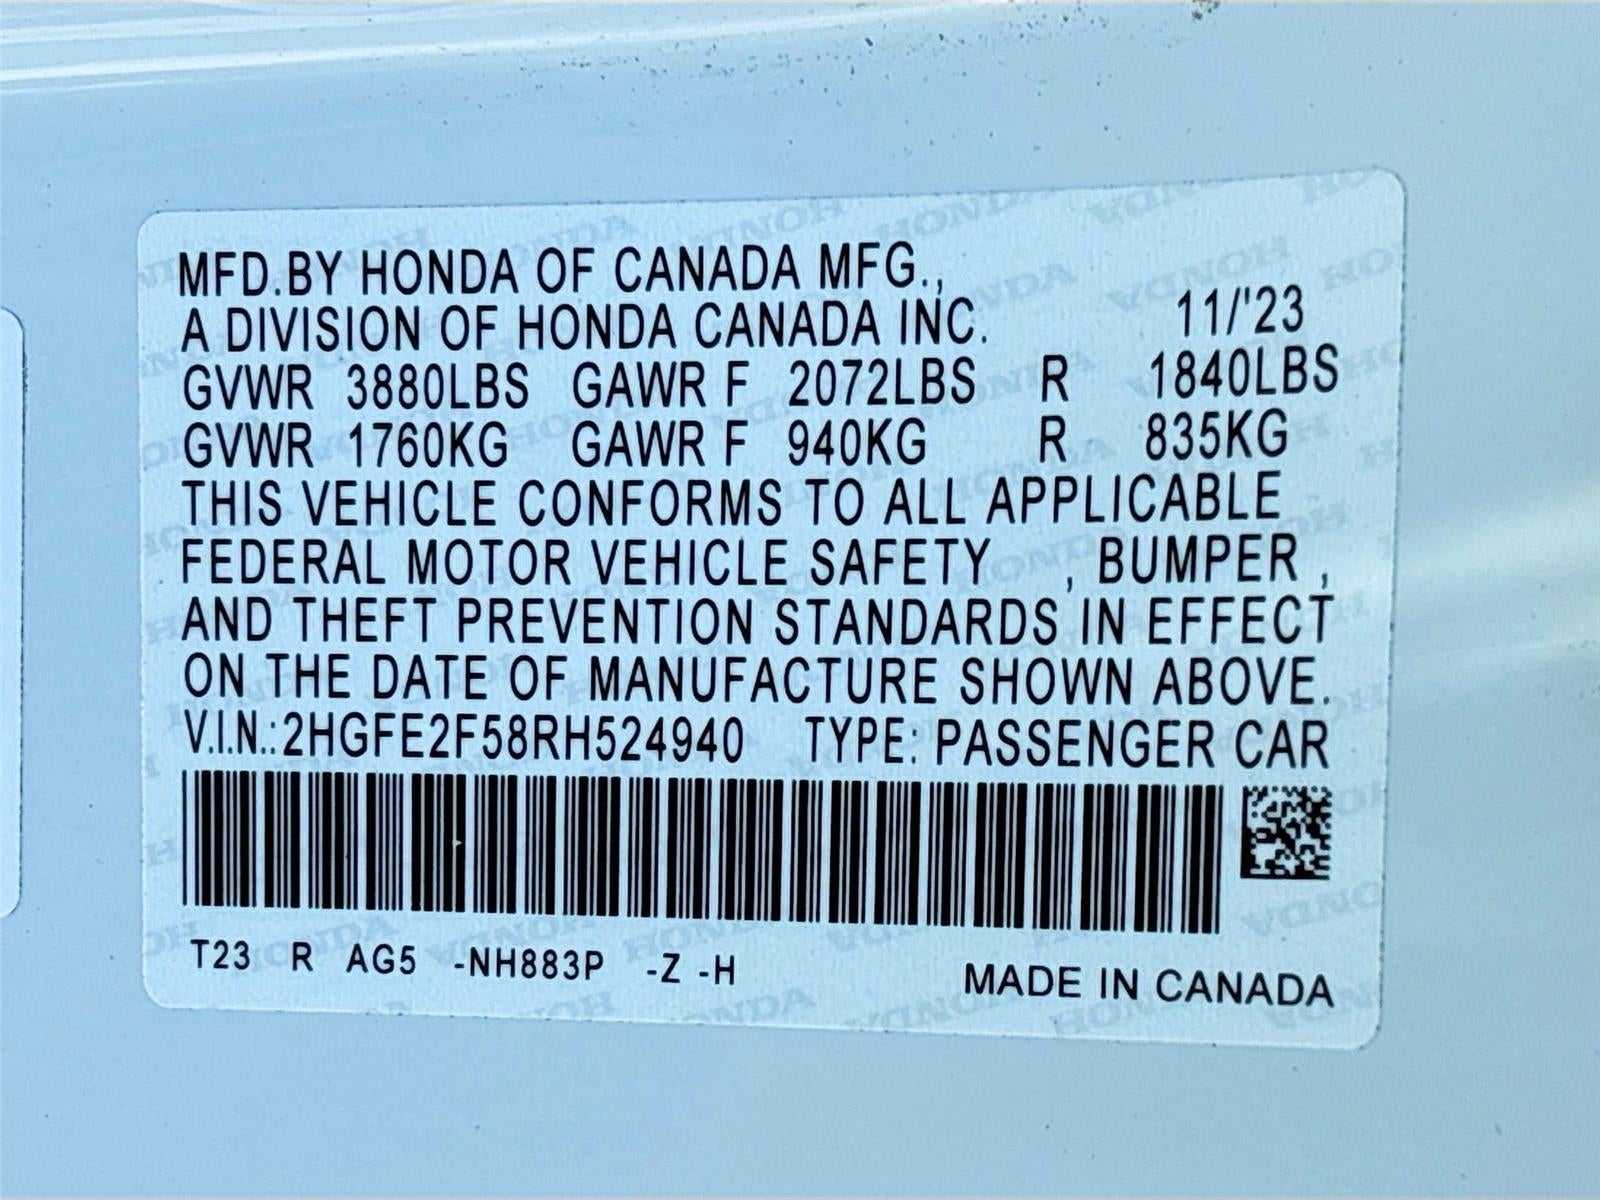 MFD.BY HONDA OF CANADA MFG.,
A DIVISION OF HONDA CANADA INC. 11/'23
GVWR 3880LBS GAWR F 2072LBS R 1840LBS
GVWR 1760KG GAWR F 940KG R 835KG
THIS VEHICLE CONFORMS TO ALL APPLICABLE
FEDERAL MOTOR VEHICLE SAFETY , BUMPER ,
AND THEFT PREVENTION STANDARDS IN EFFECT
ON THE DATE OF MANUFACTURE SHOWN ABOVE.
V.I.N.:2HGFE2F58RH524940 TYPE: PASSENGER CAR
T23 R AG5 -NH883P -Z -H
MADE IN CANADA